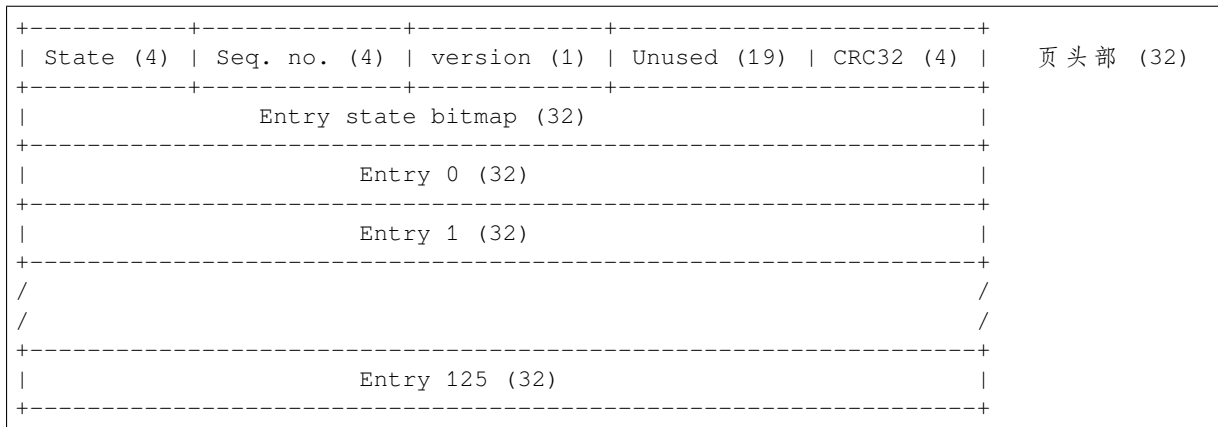 +-----------+--------------+-------------+-------------------------+
| State (4) | Seq. no. (4) | version (1) | Unused (19) | CRC32 (4) |   页头部 (32)
+-----------+--------------+-------------+-------------------------+
|                Entry state bitmap (32)                           |
+------------------------------------------------------------------+
|                       Entry 0 (32)                               |
+------------------------------------------------------------------+
|                       Entry 1 (32)                               |
+------------------------------------------------------------------+
/                                                                  /
/                                                                  /
+------------------------------------------------------------------+
|                       Entry 125 (32)                             |
+------------------------------------------------------------------+